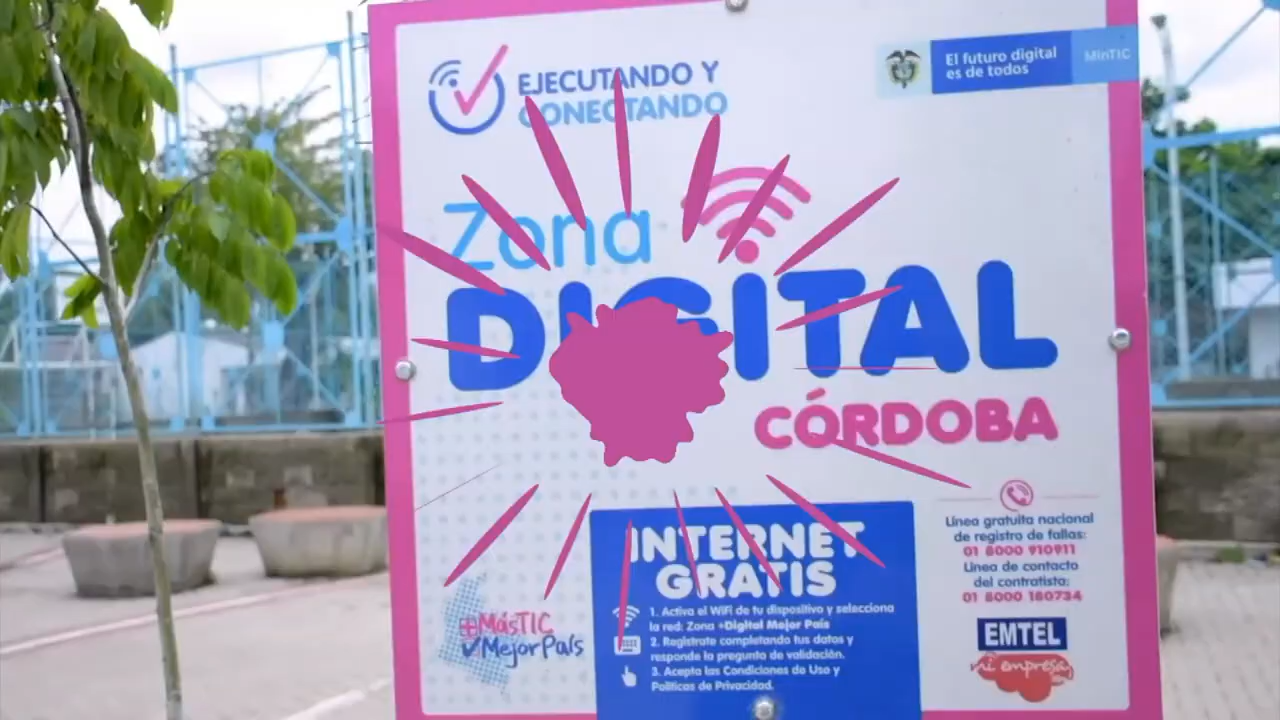 EJECUTANDO Y
CONECTANDO
El futuro digital
es de todos
MinTIC
Zona
DIGITAL
CÓRDOBA
INTERNET
GRATIS
1. Activa el WiFi de tu dispositivo y selecciona
la red: Zona +Digital Mejor País
2. Registrate completando tus datos y
responde la pregunta de validación.
3. Acepta las Condiciones de Uso y
Políticas de Privacidad.
Línea gratuita nacional
de registro de fallas:
01 8000 910911
Línea de contacto
del contratista:
01 8000 180734
+MásTIC
MejorPaís
EMTEL
mi empresa